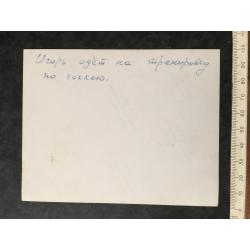 Игорь идёт на тренировку
по хоккею.